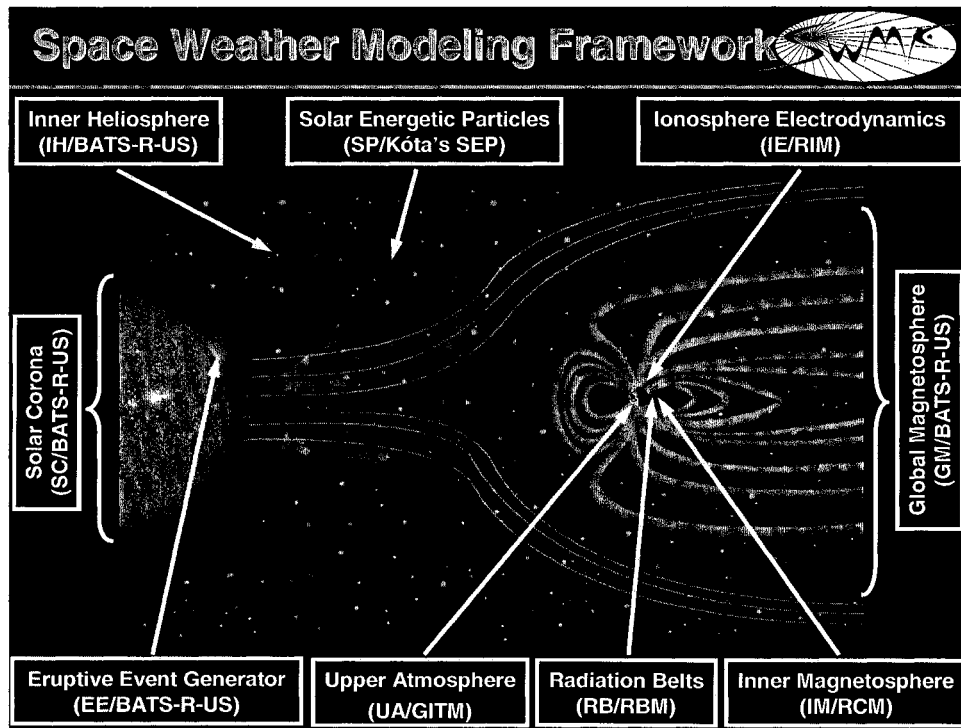 Space Weather Modeling Framework
SWMF
Inner Heliosphere
(IH/BATS-R-US)
Solar Energetic Particles
(SP/Kóta's SEP)
Ionosphere Electrodynamics
(IE/RIM)
Solar Corona
(SC/BATS-R-US)
Global Magnetosphere
(GM/BATS-R-US)
Eruptive Event Generator
(EE/BATS-R-US)
Upper Atmosphere
(UA/GITM)
Radiation Belts
(RB/RBM)
Inner Magnetosphere
(IM/RCM)